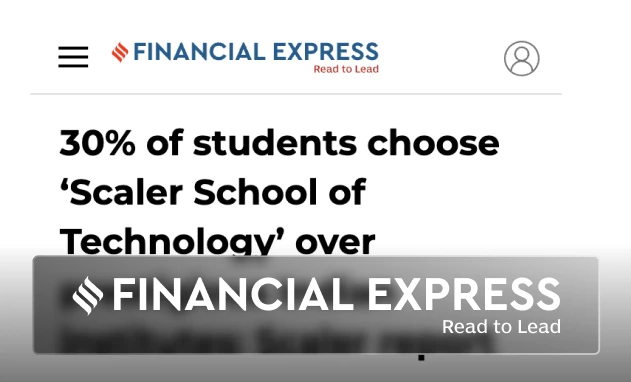 FINANCIAL EXPRESS
Read to Lead
30% of students choose
‘Scaler School of
Technology’ over
FINANCIAL EXPRESS
Read to Lead